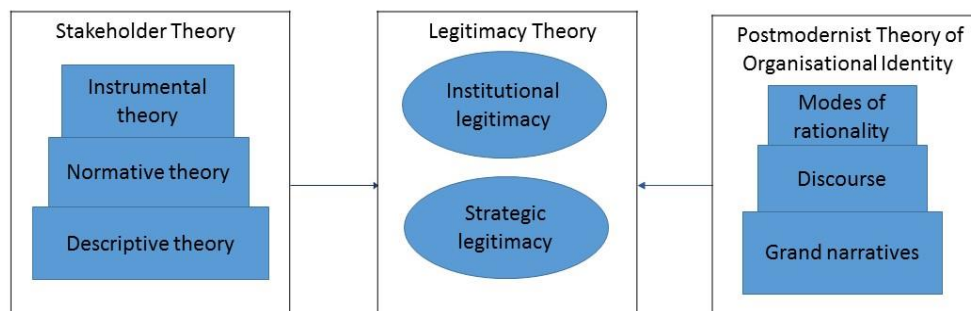 Stakeholder Theory
Instrumental
theory
Normative theory
Descriptive theory
Legitimacy Theory
Institutional
legitimacy
Strategic
legitimacy
Postmodernist Theory of
Organisational Identity
Modes of
rationality
Discourse
Grand narratives